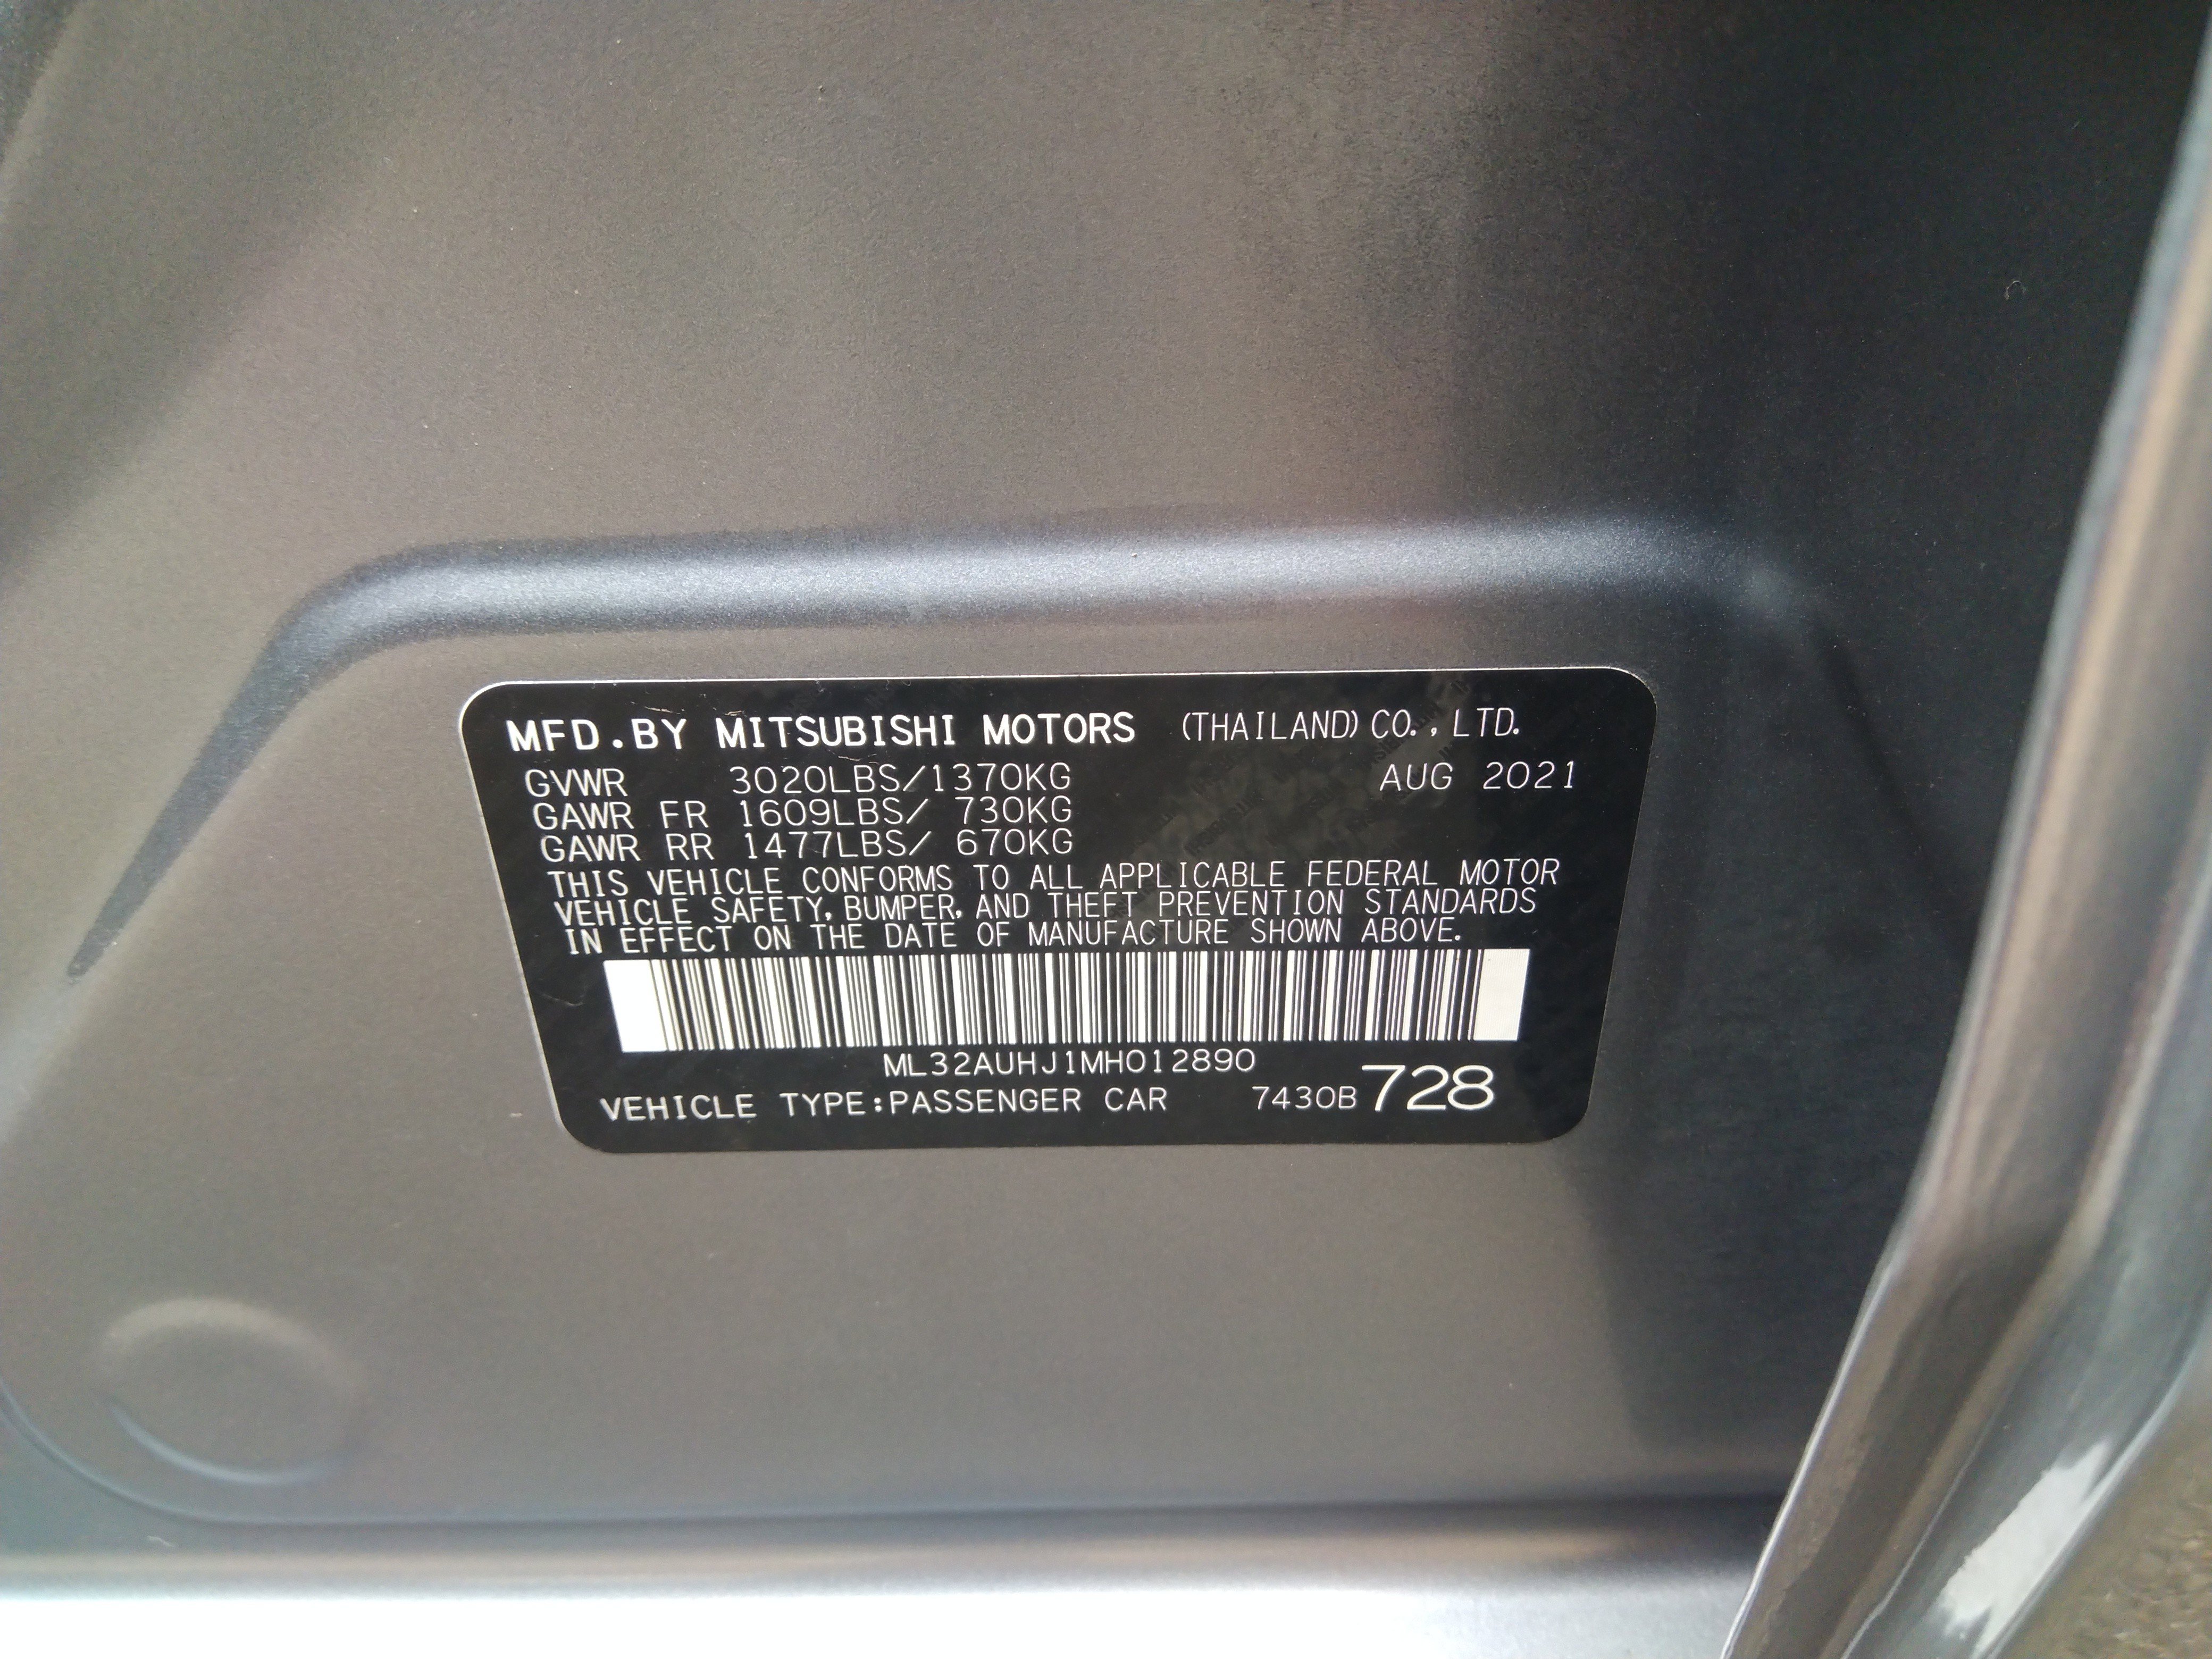 MFD.BY MITSUBISHI MOTORS (THAILAND) CO., LTD.
GVWR 3020LBS/1370KG AUG 2021
GAWR FR 1609LBS/ 730KG
GAWR RR 1477LBS/ 670KG
THIS VEHICLE CONFORMS TO ALL APPLICABLE FEDERAL MOTOR
VEHICLE SAFETY, BUMPER, AND THEFT PREVENTION STANDARDS
IN EFFECT ON THE DATE OF MANUFACTURE SHOWN ABOVE.
ML32AUHJ1MH012890
VEHICLE TYPE:PASSENGER CAR 7430B728